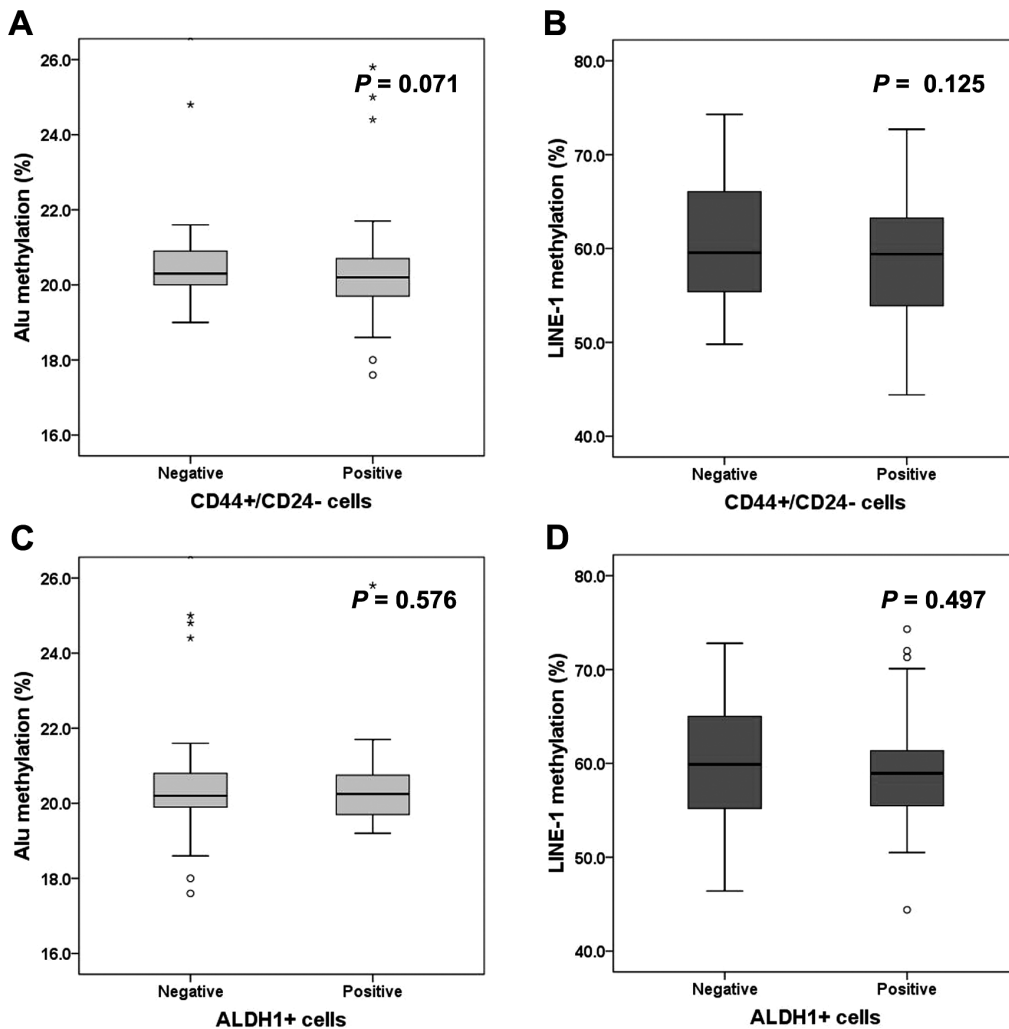 A
Alu methylation (%)
26.0
24.0
22.0
20.0
18.0
16.0
P = 0.071
Negative
Positive
CD44+/CD24- cells
B
LINE-1 methylation (%)
80.0
70.0
60.0
50.0
40.0
P = 0.125
Negative
Positive
CD44+/CD24- cells
C
Alu methylation (%)
26.0
24.0
22.0
20.0
18.0
16.0
P = 0.576
Negative
Positive
ALDH1+ cells
D
LINE-1 methylation (%)
80.0
70.0
60.0
50.0
40.0
P = 0.497
Negative
Positive
ALDH1+ cells